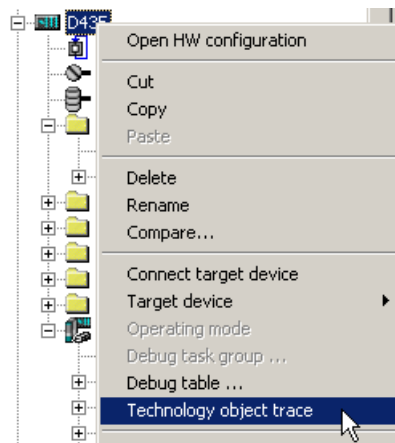 D435
Open HW configuration
Cut
Copy
Paste
Delete
Rename
Compare...
Connect target device
Target device
Operating mode
Debug task group ...
Debug table ...
Technology object trace